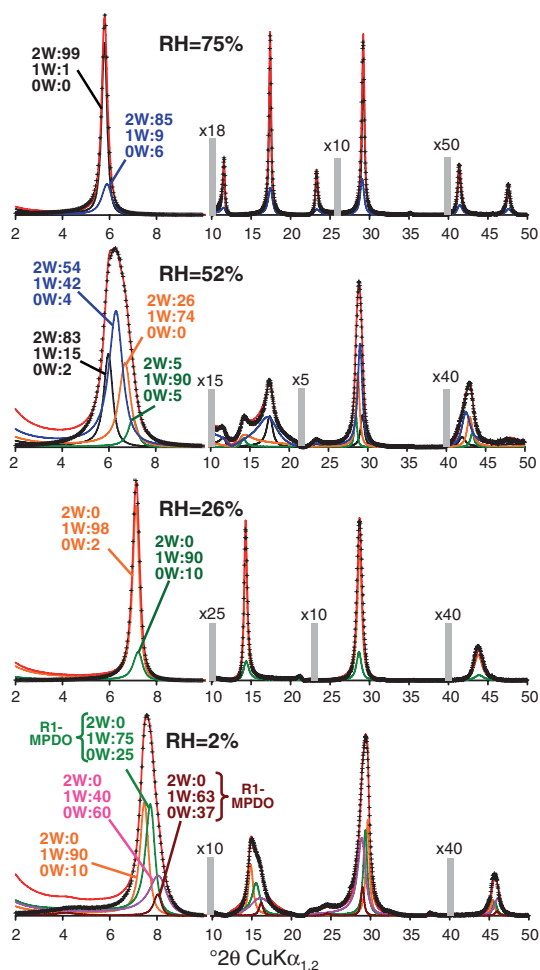 RH=75%
2W:99
1W:1
0W:0
2W:85
1W:9
0W:6
x18
x10
x50
2 4 6 8 10 15 20 25 30 35 40 45 50
RH=52%
2W:54
1W:42
0W:4
2W:26
1W:74
0W:0
2W:83
1W:15
0W:2
2W:5
1W:90
0W:5
x15
x5
x40
2 4 6 8 10 15 20 25 30 35 40 45 50
RH=26%
2W:0
1W:98
0W:2
2W:0
1W:90
0W:10
x25
x10
x40
2 4 6 8 10 15 20 25 30 35 40 45 50
RH=2%
R1-
MPDO
2W:0
1W:75
0W:25
2W:0
1W:40
0W:60
2W:0
1W:63
0W:37
R1-
MPDO
2W:0
1W:90
0W:10
x10
x40
2 4 6 8 10 15 20 25 30 35 40 45 50
°2θ CuKα1,2